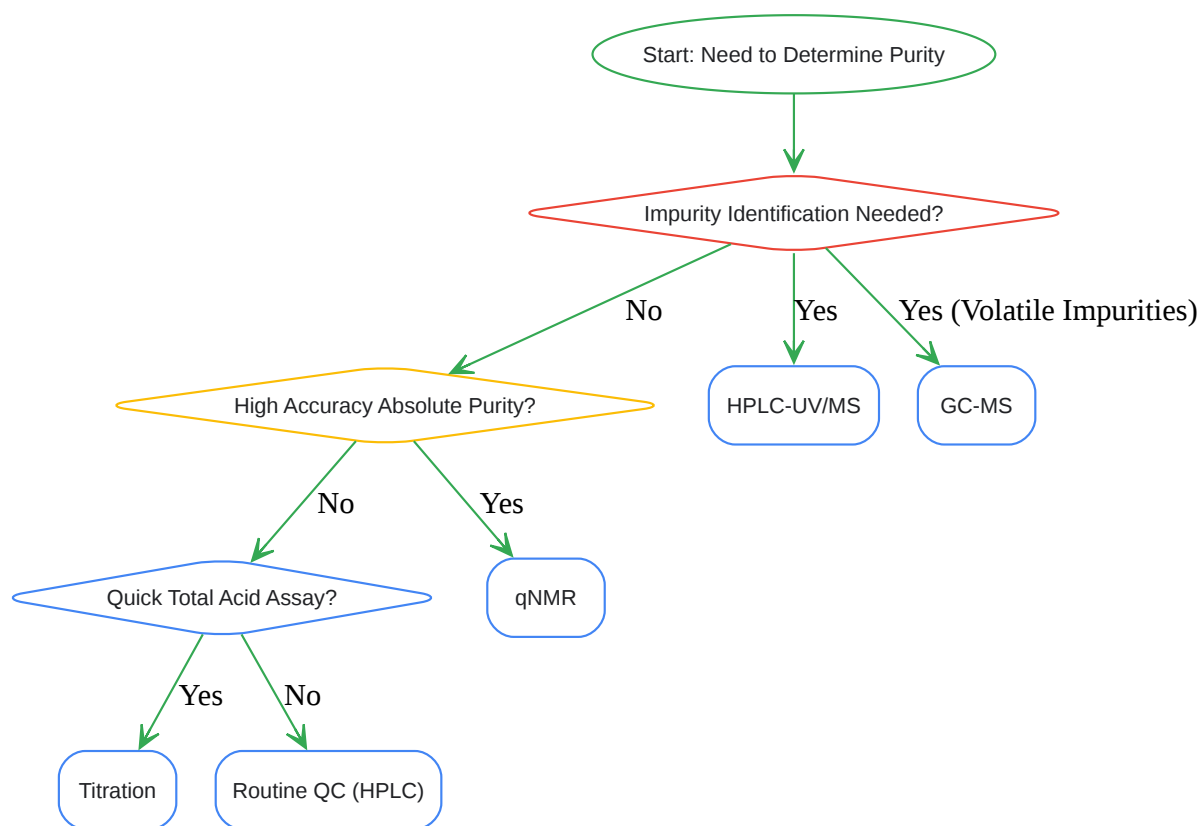 Start: Need to Determine Purity
Impurity Identification Needed?
No
Yes
Yes (Volatile Impurities)
High Accuracy Absolute Purity?
HPLC-UV/MS
GC-MS
No
Yes
Quick Total Acid Assay?
qNMR
Yes
No
Titration
Routine QC (HPLC)